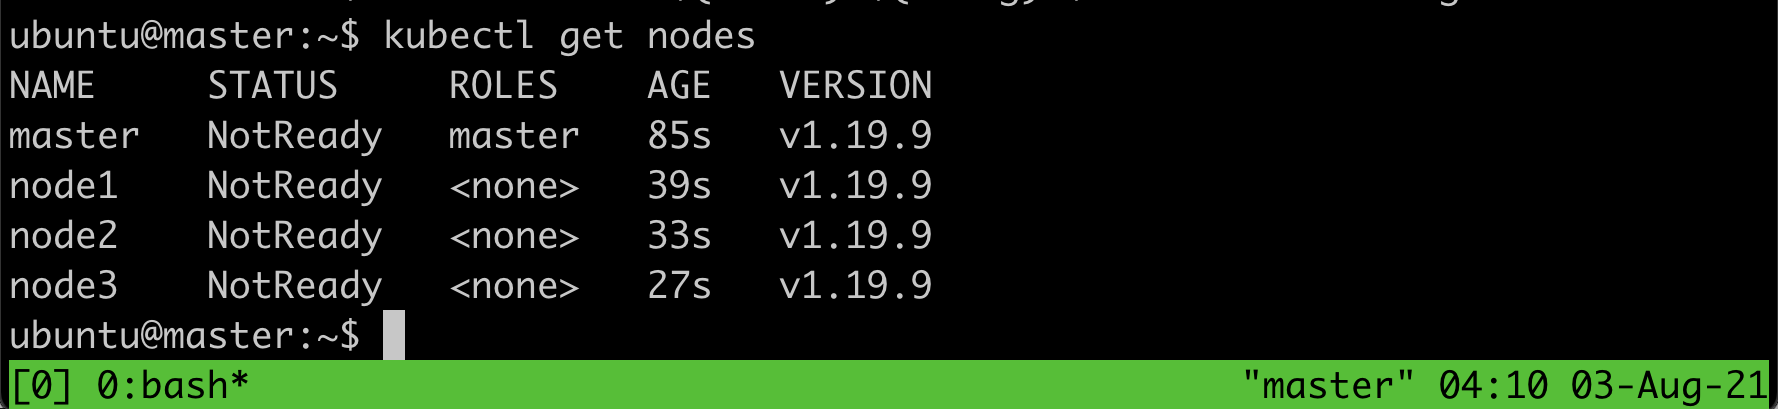 ubuntu@master:~$ kubectl get nodes
NAME     STATUS     ROLES    AGE   VERSION
master   NotReady   master   85s   v1.19.9
node1    NotReady   <none>   39s   v1.19.9
node2    NotReady   <none>   33s   v1.19.9
node3    NotReady   <none>   27s   v1.19.9
ubuntu@master:~$
[0] 0:bash* "master" 04:10 03-Aug-21